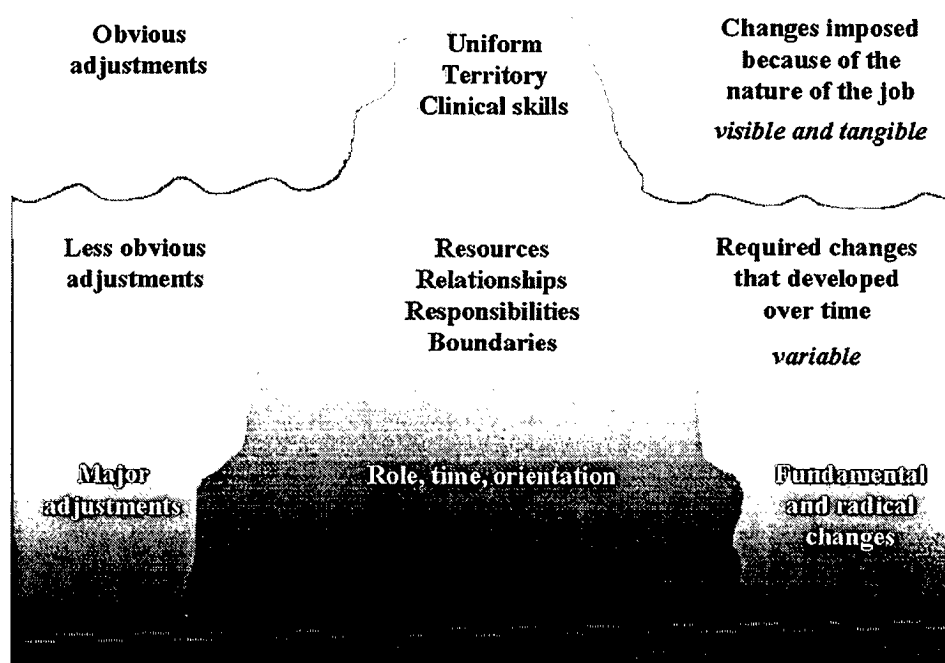 Obvious
adjustments
Uniform
Territory
Clinical skills
Changes imposed
because of the
nature of the job
visible and tangible
Less obvious
adjustments
Resources
Relationships
Responsibilities
Boundaries
Required changes
that developed
over time
variable
Major
adjustments
Role, time, orientation
Fundamental
and radical
changes